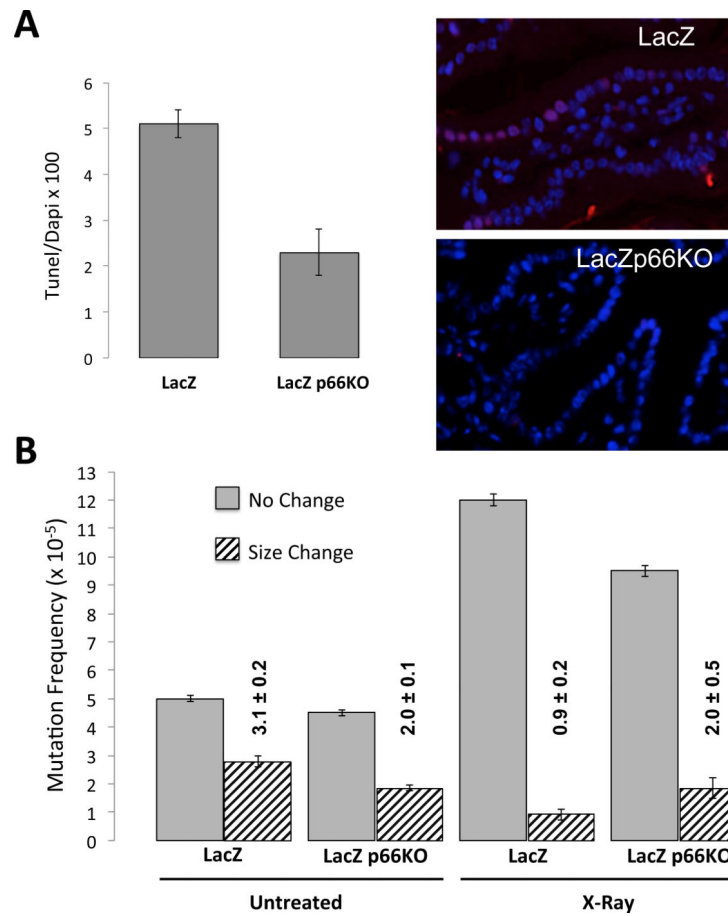 A
LacZ
6
5
4
3
2
1
0
Tunel/Dapi x 100
LacZ
LacZ p66KO
LacZp66KO
B
13
12
11
10
9
8
7
6
5
4
3
2
1
0
Mutation Frequency (x 10⁻⁵)
No Change
Size Change
3.1 ± 0.2
2.0 ± 0.1
0.9 ± 0.2
2.0 ± 0.5
LacZ
LacZ p66KO
LacZ
LacZ p66KO
Untreated
X-Ray